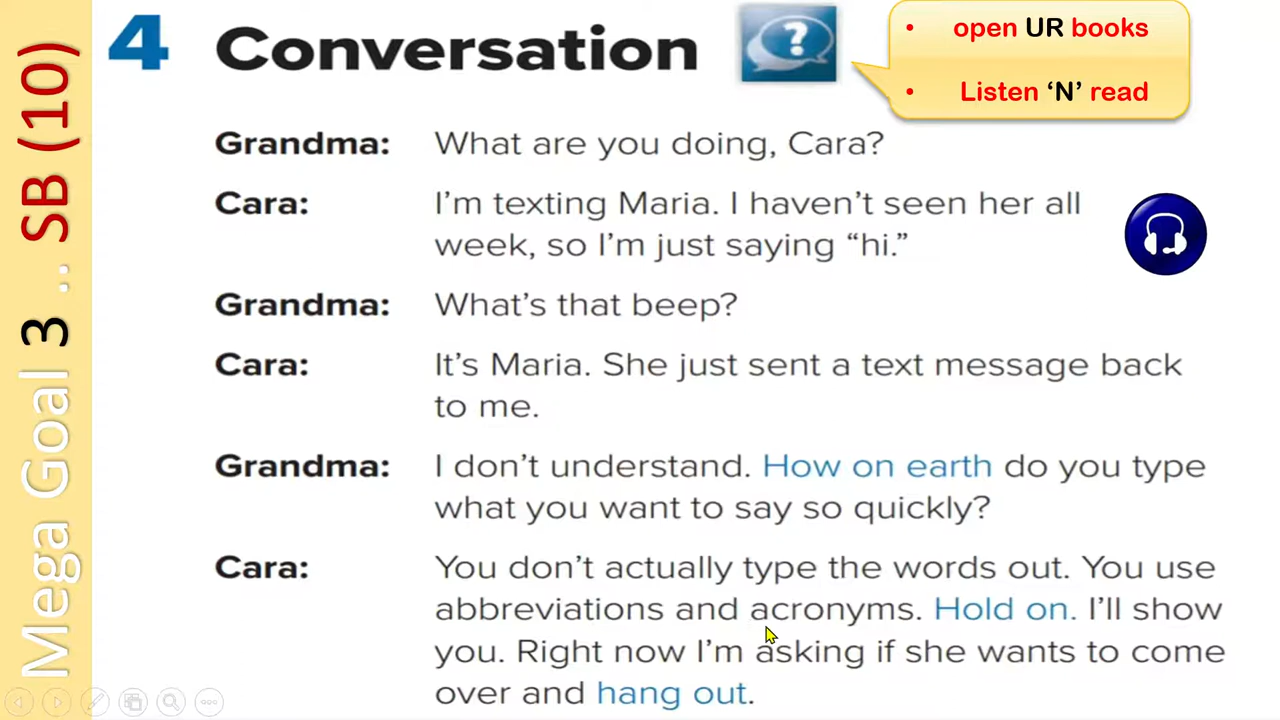 Mega Goal 3 .. SB (10)
4 Conversation
?
• open UR books
• Listen ‘N’ read
Grandma: What are you doing, Cara?
Cara: I’m texting Maria. I haven’t seen her all
week, so I’m just saying “hi.”
Grandma: What’s that beep?
Cara: It’s Maria. She just sent a text message back
to me.
Grandma: I don’t understand. How on earth do you type
what you want to say so quickly?
Cara: You don’t actually type the words out. You use
abbreviations and acronyms. Hold on. I’ll show
you. Right now I’m asking if she wants to come
over and hang out.